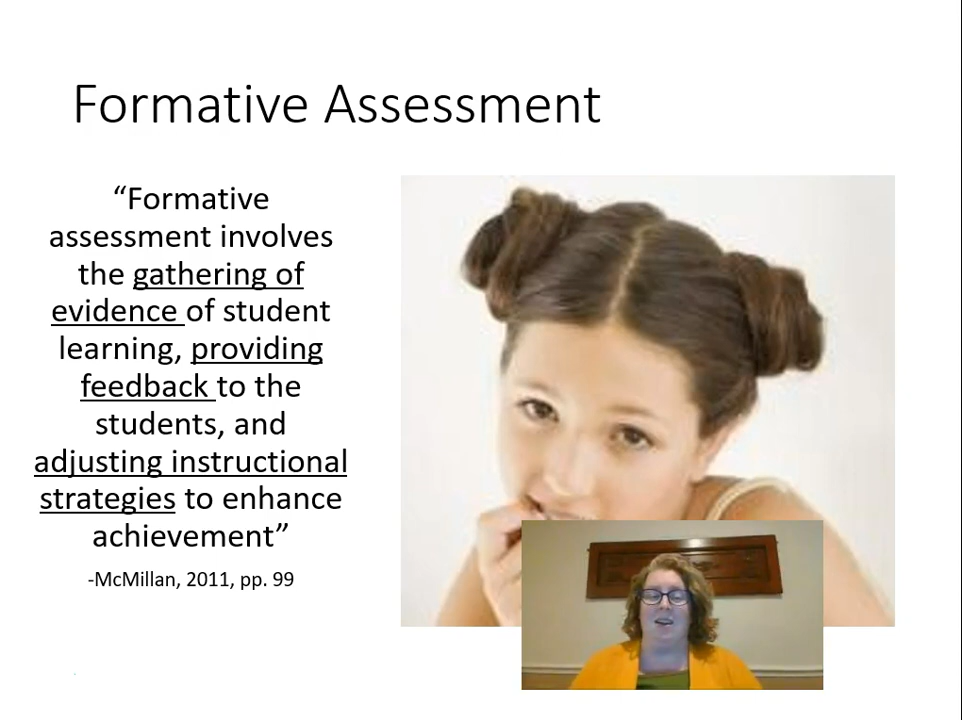 Formative Assessment
“Formative
assessment involves
the gathering of
evidence of student
learning, providing
feedback to the
students, and
adjusting instructional
strategies to enhance
achievement”
-McMillan, 2011, pp. 99